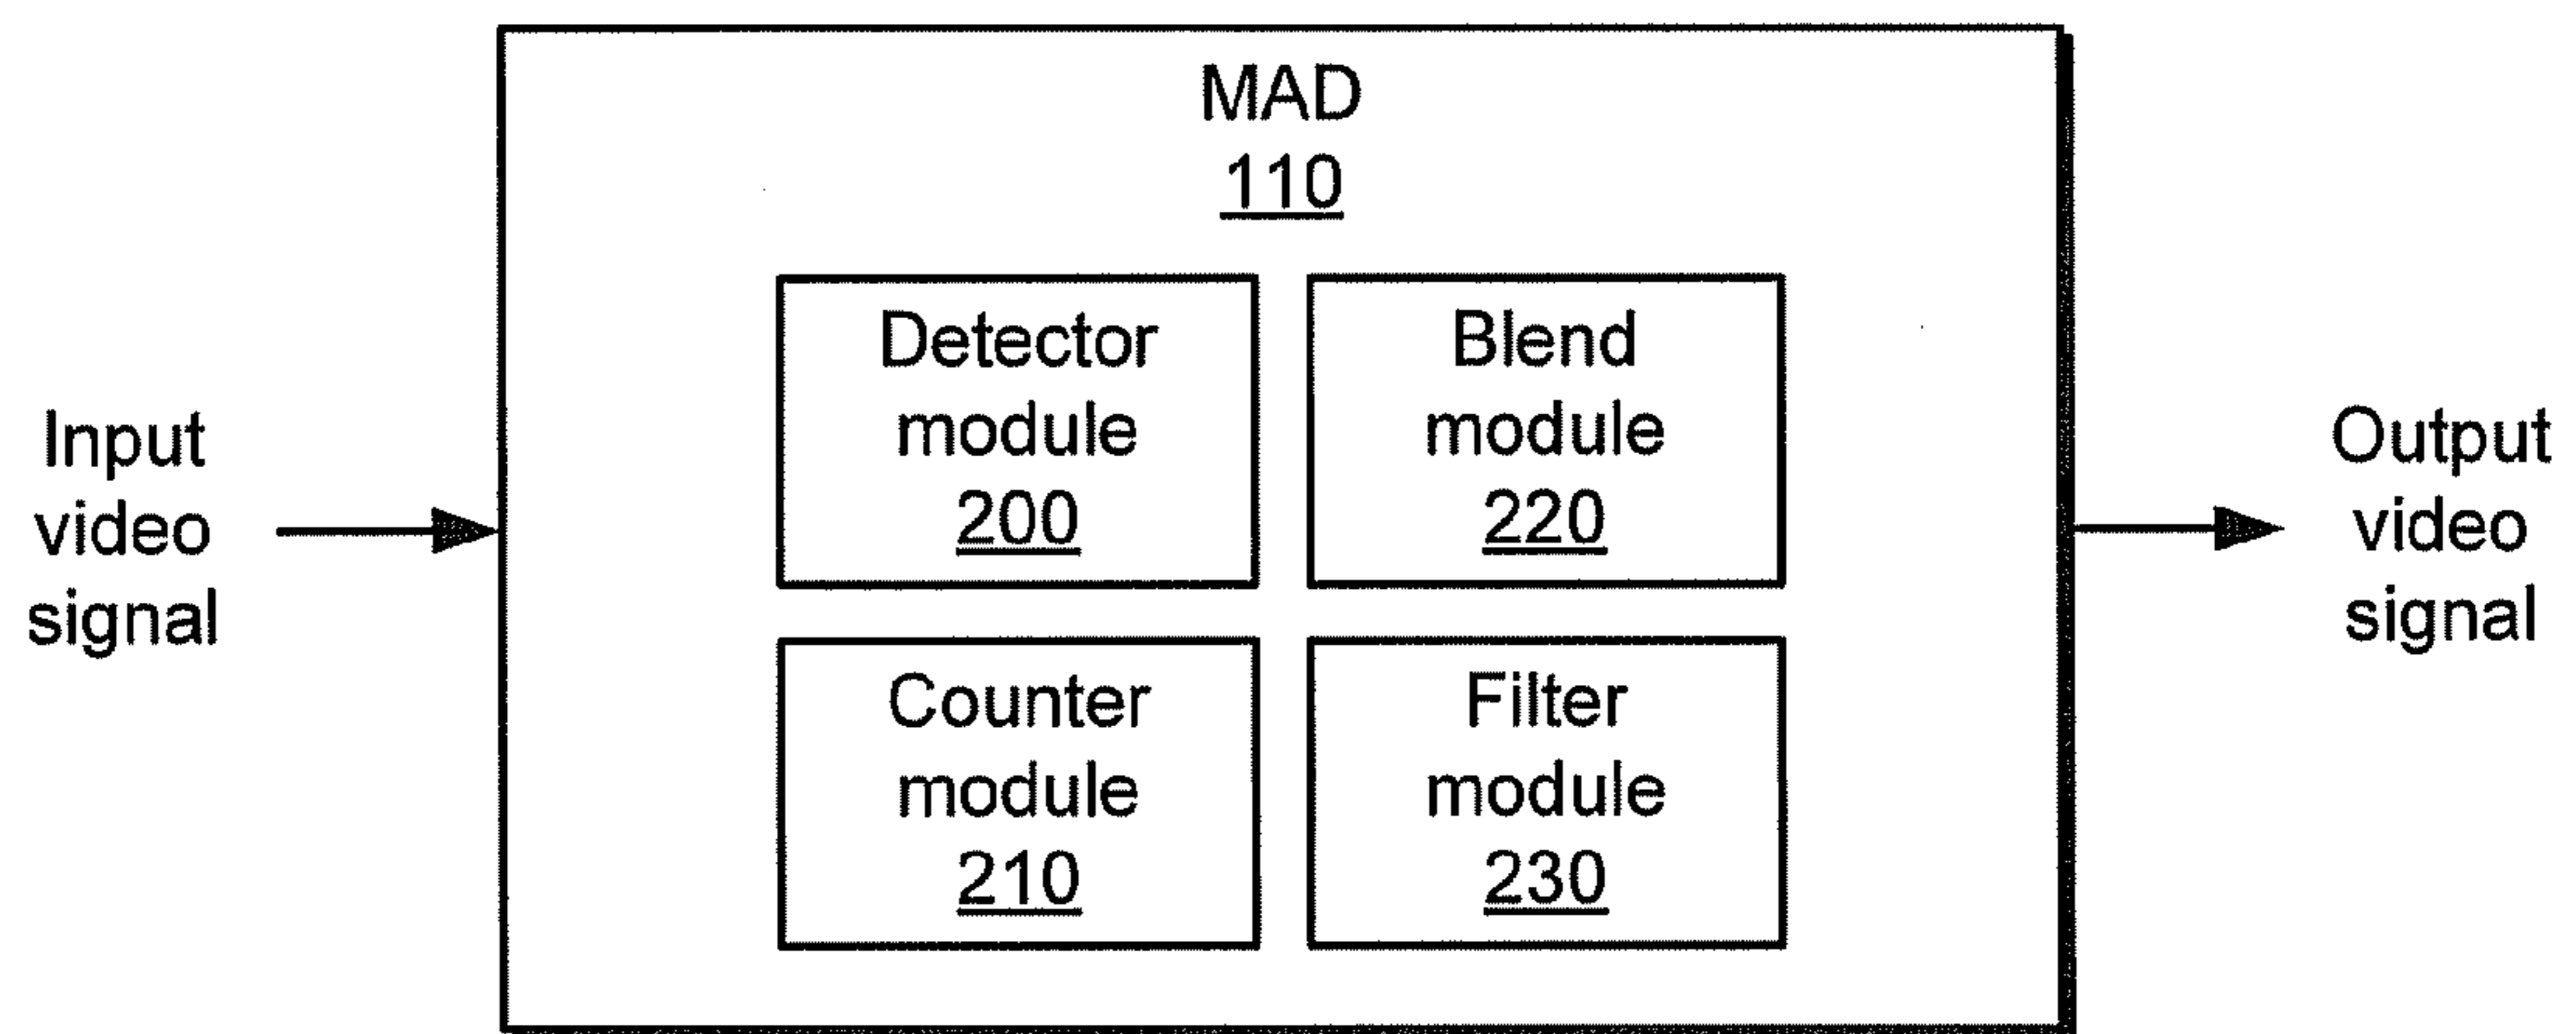 MAD
110
Input
video
signal
Detector
module
200
Blend
module
220
Counter
module
210
Filter
module
230
Output
video
signal